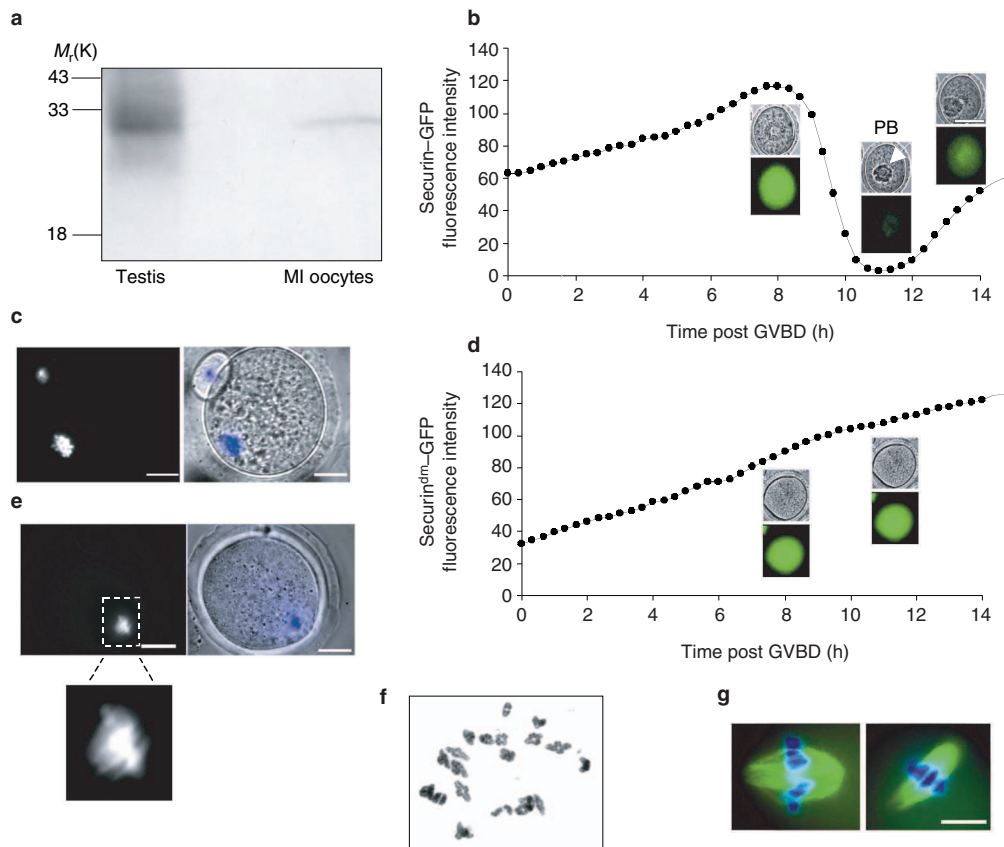 a
Mr(K)
43
33
18
Testis MI oocytes
b
Securin–GFP
fluorescence intensity
140
120
100
80
60
40
20
0
PB
0 2 4 6 8 10 12 14
Time post GVBD (h)
c
d
Securindm–GFP
fluorescence intensity
140
120
100
80
60
40
20
0
0 2 4 6 8 10 12 14
Time post GVBD (h)
e
f
g